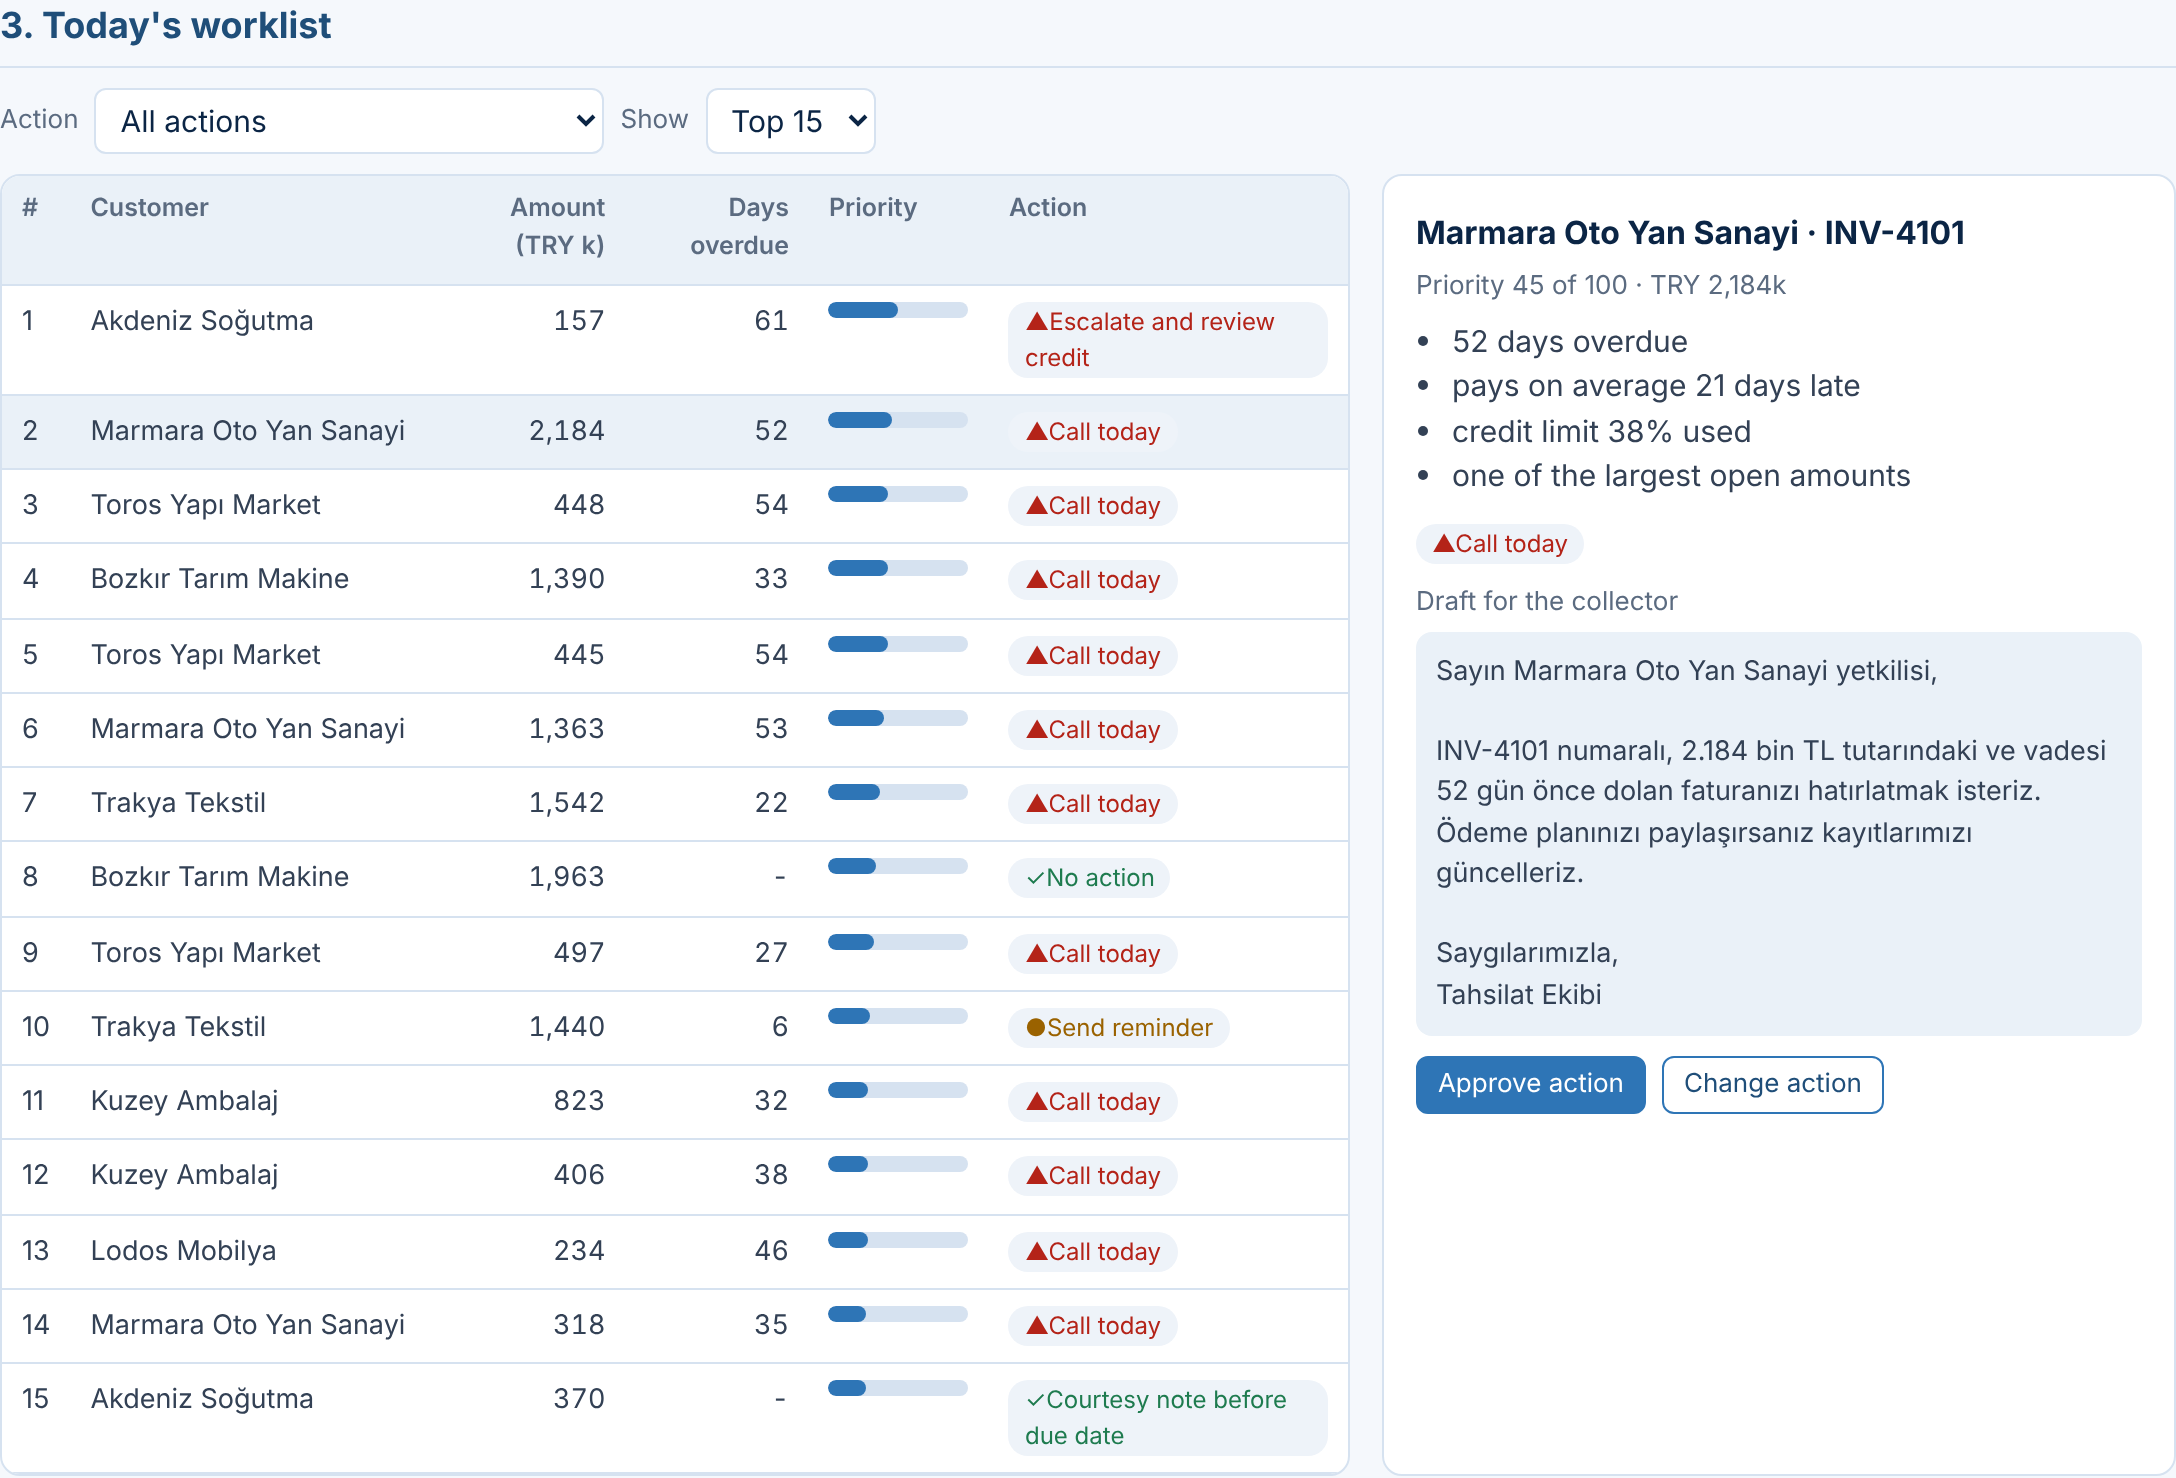 3. Today's worklist
Action All actions Show Top 15
# Customer Amount (TRY k) Days overdue Priority Action
1 Akdeniz Soğutma 157 61 ▲Escalate and review credit
2 Marmara Oto Yan Sanayi 2,184 52 ▲Call today
3 Toros Yapı Market 448 54 ▲Call today
4 Bozkır Tarım Makine 1,390 33 ▲Call today
5 Toros Yapı Market 445 54 ▲Call today
6 Marmara Oto Yan Sanayi 1,363 53 ▲Call today
7 Trakya Tekstil 1,542 22 ▲Call today
8 Bozkır Tarım Makine 1,963 - ✓No action
9 Toros Yapı Market 497 27 ▲Call today
10 Trakya Tekstil 1,440 6 ●Send reminder
11 Kuzey Ambalaj 823 32 ▲Call today
12 Kuzey Ambalaj 406 38 ▲Call today
13 Lodos Mobilya 234 46 ▲Call today
14 Marmara Oto Yan Sanayi 318 35 ▲Call today
15 Akdeniz Soğutma 370 - ✓Courtesy note before due date
Marmara Oto Yan Sanayi · INV-4101
Priority 45 of 100 · TRY 2,184k
• 52 days overdue
• pays on average 21 days late
• credit limit 38% used
• one of the largest open amounts
▲Call today
Draft for the collector
Sayın Marmara Oto Yan Sanayi yetkilisi,
INV-4101 numaralı, 2.184 bin TL tutarındaki ve vadesi
52 gün önce dolan faturanızı hatırlatmak isteriz.
Ödeme planınızı paylaşırsanız kayıtlarımızı
güncelleriz.
Saygılarımızla,
Tahsilat Ekibi
Approve action Change action